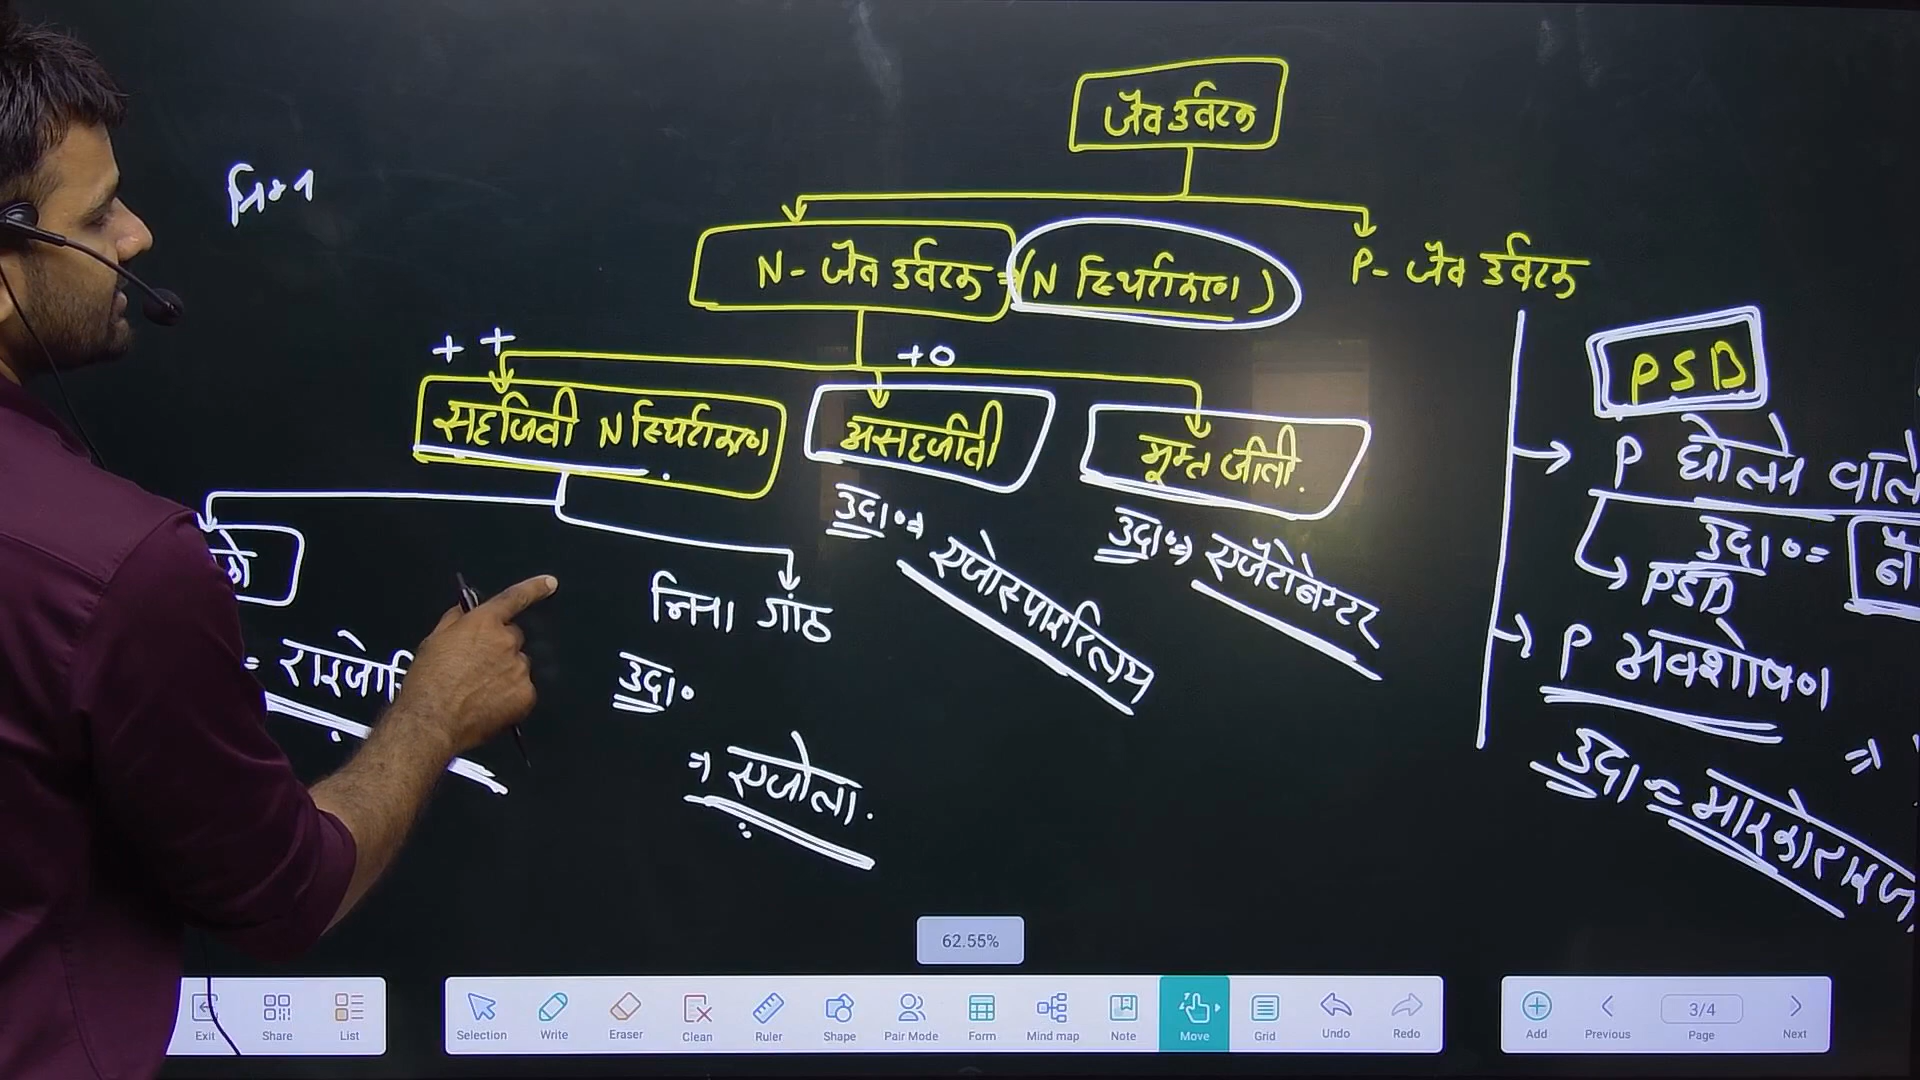 जैव उर्वरक
N - जैव उर्वरक = (N स्थिरीकरण)
P - जैव उर्वरक
+ +
+0
सहजिवी N स्थिरीकरण
असहजीवी
मुक्त जीवी.
PSB
P घोलने वाले
उदा०=
PSB
उदा०⇒ एजोस्पाइरिलम
उदा०⇒ एजेटोबेक्टर
बिना गांठ
उदा०
⇒ एजोला.
P अवशोषण
उदा =
62.55%
Exit
Share
List
Selection
Write
Eraser
Clean
Ruler
Shape
Pair Mode
Form
Mind map
Note
Move
Grid
Undo
Redo
Add
Previous
3/4
Page
Next